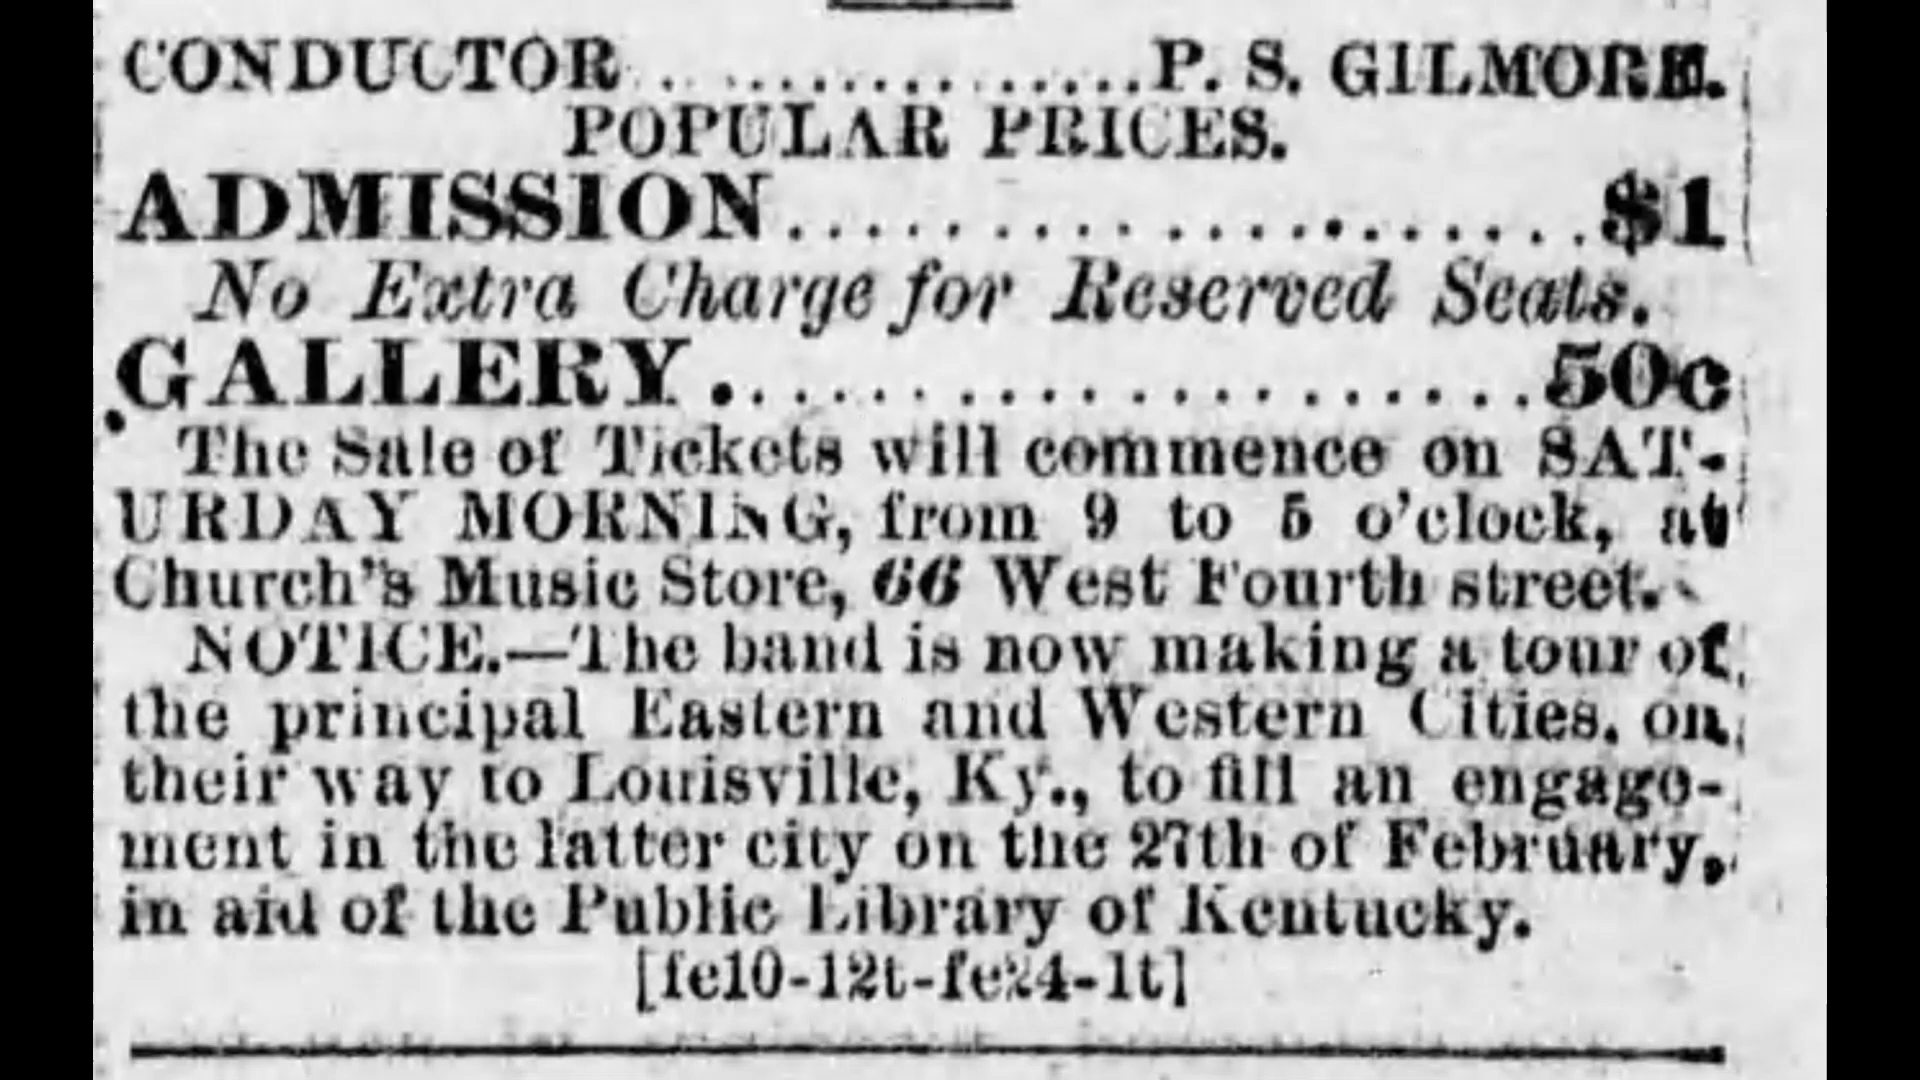 CONDUCTOR.................P. S. GILMORE.
POPULAR PRICES.
ADMISSION.....................$1
No Extra Charge for Reserved Seats.
GALLERY......................50c
The Sale of Tickets will commence on SAT-
URDAY MORNING, from 9 to 5 o'clock, at
Church's Music Store, 66 West Fourth street.
NOTICE.—The band is now making a tour of
the principal Eastern and Western Cities, on
their way to Louisville, Ky., to fill an engage-
ment in the latter city on the 27th of February,
in aid of the Public Library of Kentucky.
[fe10-12t-fe24-1t]